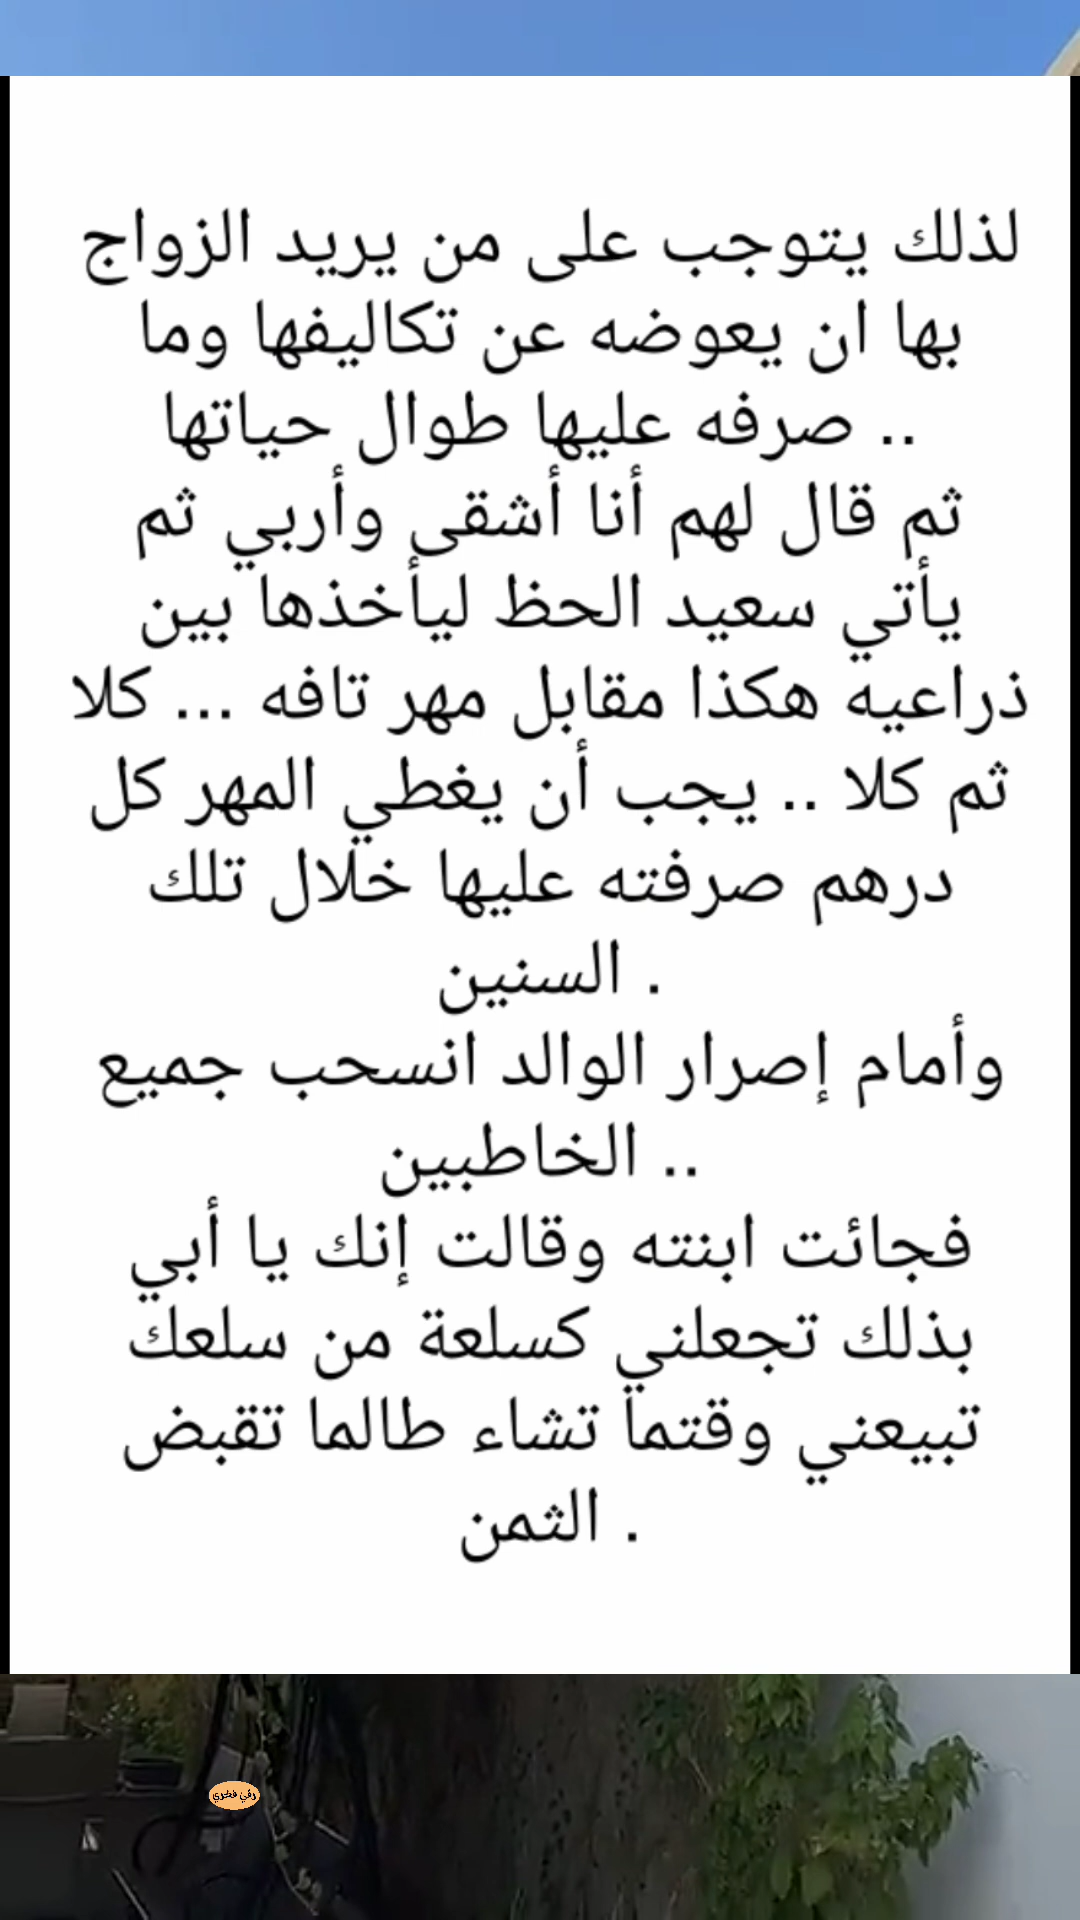 لذلك يتوجب على من يريد الزواج
بها ان يعوضه عن تكاليفها وما
صرفه عليها طوال حياتها ..
ثم قال لهم أنا أشقى وأربي ثم
يأتي سعيد الحظ ليأخذها بين
ذراعيه هكذا مقابل مهر تافه ... كلا
ثم كلا .. يجب أن يغطي المهر كل
درهم صرفته عليها خلال تلك
السنين .
وأمام إصرار الوالد انسحب جميع
الخاطبين ..
فجائت ابنته وقالت إنك يا أبي
بذلك تجعلني كسلعة من سلعك
تبيعني وقتما تشاء طالما تقبض
الثمن .